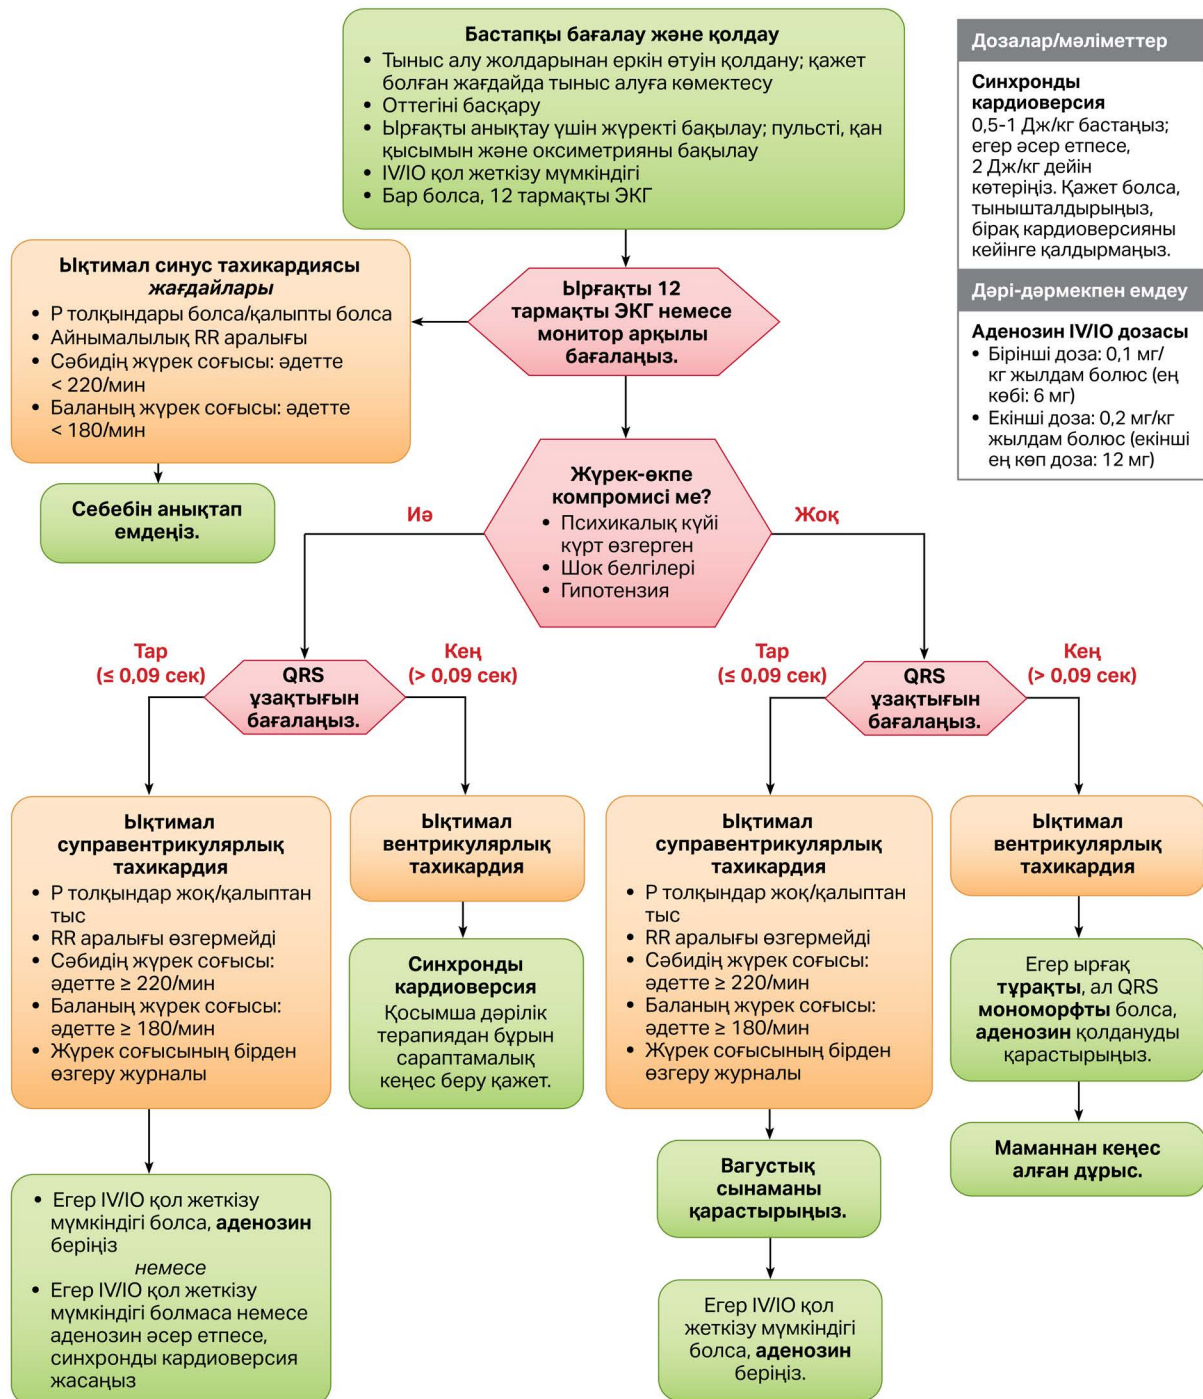 Бастапқы бағалау және қолдау
• Тыныс алу жолдарынан еркін өтуін қолдану; қажет
болған жағдайда тыныс алуға көмектесу
• Оттегіні басқару
• Ырғақты анықтау үшін жүректі бақылау; пульсті, қан
қысымын және оксиметрияны бақылау
• IV/IO қол жеткізу мүмкіндігі
• Бар болса, 12 тармақты ЭКГ
Дозалар/мәліметтер
Синхронды
кардиоверсия
0,5-1 Дж/кг бастаңыз;
егер әсер етпесе,
2 Дж/кг дейін
көтеріңіз. Қажет болса,
тынышталдырыңыз,
бірақ кардиоверсияны
кейінге қалдырмаңыз.
Дәрі-дәрмекпен емдеу
Аденозин IV/IO дозасы
• Бірінші доза: 0,1 мг/
кг жылдам болюс (ең
көбі: 6 мг)
• Екінші доза: 0,2 мг/кг
жылдам болюс (екінші
ең көп доза: 12 мг)
Ырғақты 12
тармақты ЭКГ немесе
монитор арқылы
бағалаңыз.
Ықтимал синус тахикардиясы
жағдайлары
• P толқындары болса/қалыпты болса
• Айнымалылық RR аралығы
• Сәбидің жүрек соғысы: әдетте
< 220/мин
• Баланың жүрек соғысы: әдетте
< 180/мин
Себебін анықтап
емдеңіз.
Жүрек-өкпе
компромисі ме?
• Психикалық күйі
күрт өзгерген
• Шок белгілері
• Гипотензия
Иә
Жоқ
Тар
(≤ 0,09 сек)
QRS
ұзақтығын
бағалаңыз.
Кең
(> 0,09 сек)
Тар
(≤ 0,09 сек)
QRS
ұзақтығын
бағалаңыз.
Кең
(> 0,09 сек)
Ықтимал
суправентрикулярлық
тахикардия
• P толқындар жоқ/қалыптан
тыс
• RR аралығы өзгермейді
• Сәбидің жүрек соғысы:
әдетте ≥ 220/мин
• Баланың жүрек соғысы:
әдетте ≥ 180/мин
• Жүрек соғысының бірден
өзгеру журналы
• Егер IV/IO қол жеткізу
мүмкіндігі болса, аденозин
беріңіз
немесе
• Егер IV/IO қол жеткізу
мүмкіндігі болмаса немесе
аденозин әсер етпесе,
синхронды кардиоверсия
жасаңыз
Ықтимал
вентрикулярлық
тахикардия
Синхронды
кардиоверсия
Қосымша дәрілік
терапиядан бұрын
сараптамалық
кеңес беру қажет.
Ықтимал
суправентрикулярлық
тахикардия
• P толқындар жоқ/қалыптан
тыс
• RR аралығы өзгермейді
• Сәбидің жүрек соғысы:
әдетте ≥ 220/мин
• Баланың жүрек соғысы:
әдетте ≥ 180/мин
• Жүрек соғысының бірден
өзгеру журналы
Вагустық
сынаманы
қарастырыңыз.
Егер IV/IO қол
жеткізу мүмкіндігі
болса, аденозин
беріңіз.
Ықтимал
вентрикулярлық
тахикардия
Егер ырғақ
тұрақты, ал QRS
мономорфты болса,
аденозин қолдануды
қарастырыңыз.
Маманнан кеңес
алған дұрыс.